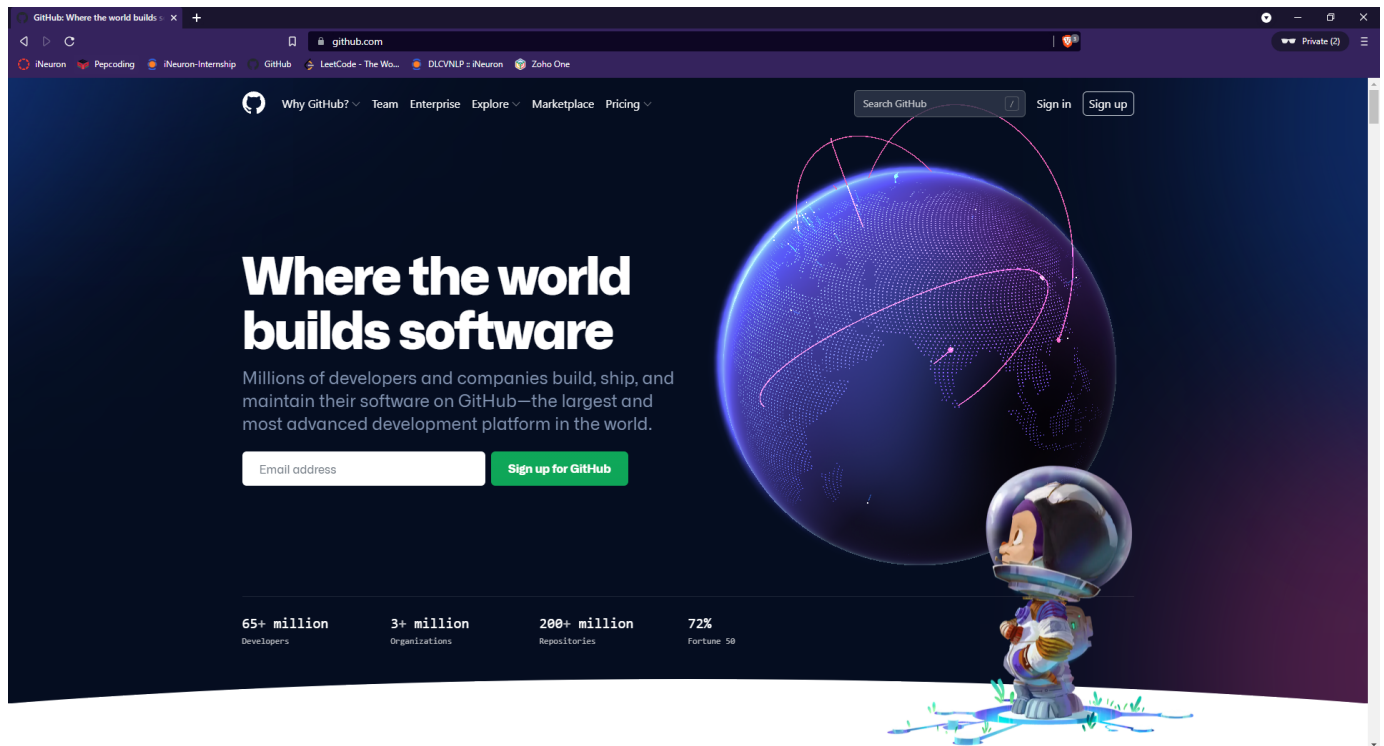 GitHub: Where the world builds s
github.com
3
Private (2)
iNeuron Pepcoding iNeuron-Internship GitHub LeetCode - The Wo... DLCVNLP :: iNeuron Zoho One
Why GitHub? Team Enterprise Explore Marketplace Pricing Search GitHub / Sign in Sign up
Where the world
builds software
Millions of developers and companies build, ship, and
maintain their software on GitHub—the largest and
most advanced development platform in the world.
Email address Sign up for GitHub
65+ million 3+ million 200+ million 72%
Developers Organizations Repositories Fortune 50